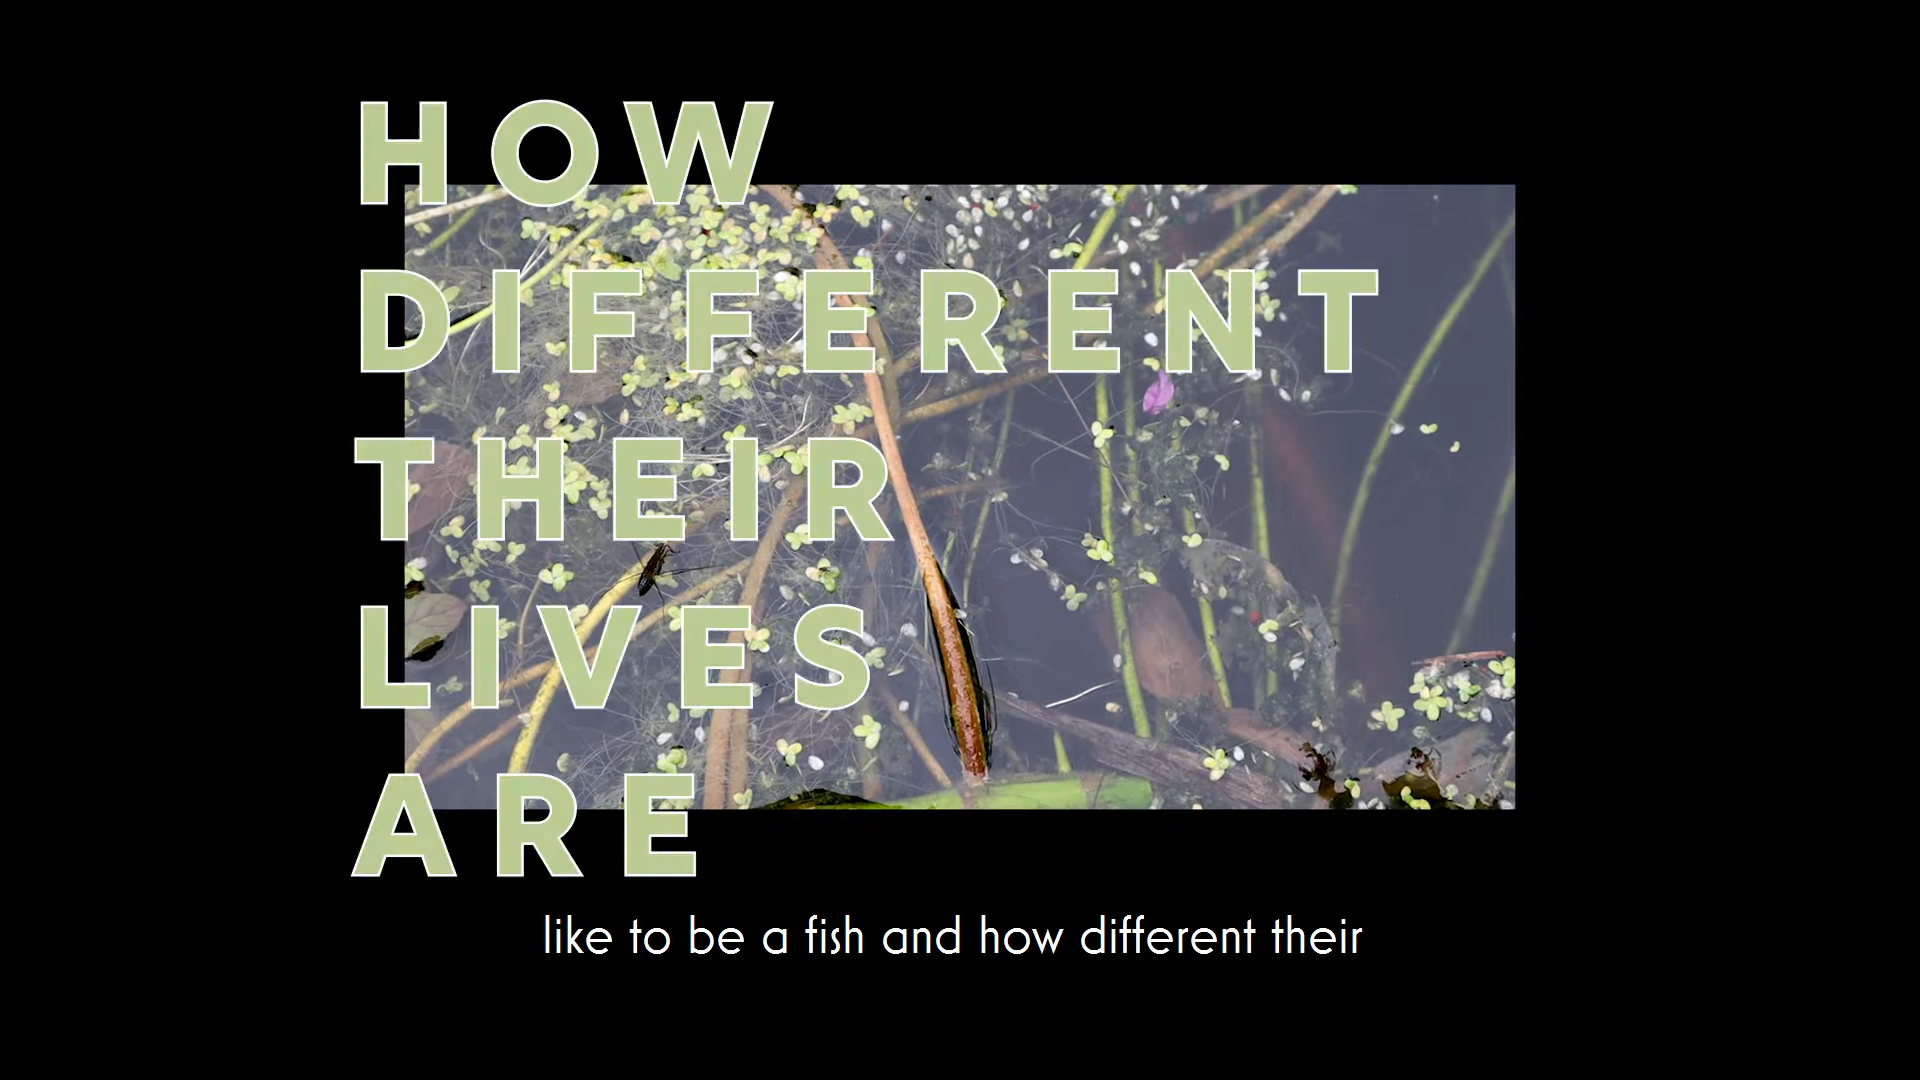 HOW
DIFFERENT
THEIR
LIVES
ARE
like to be a fish and how different their